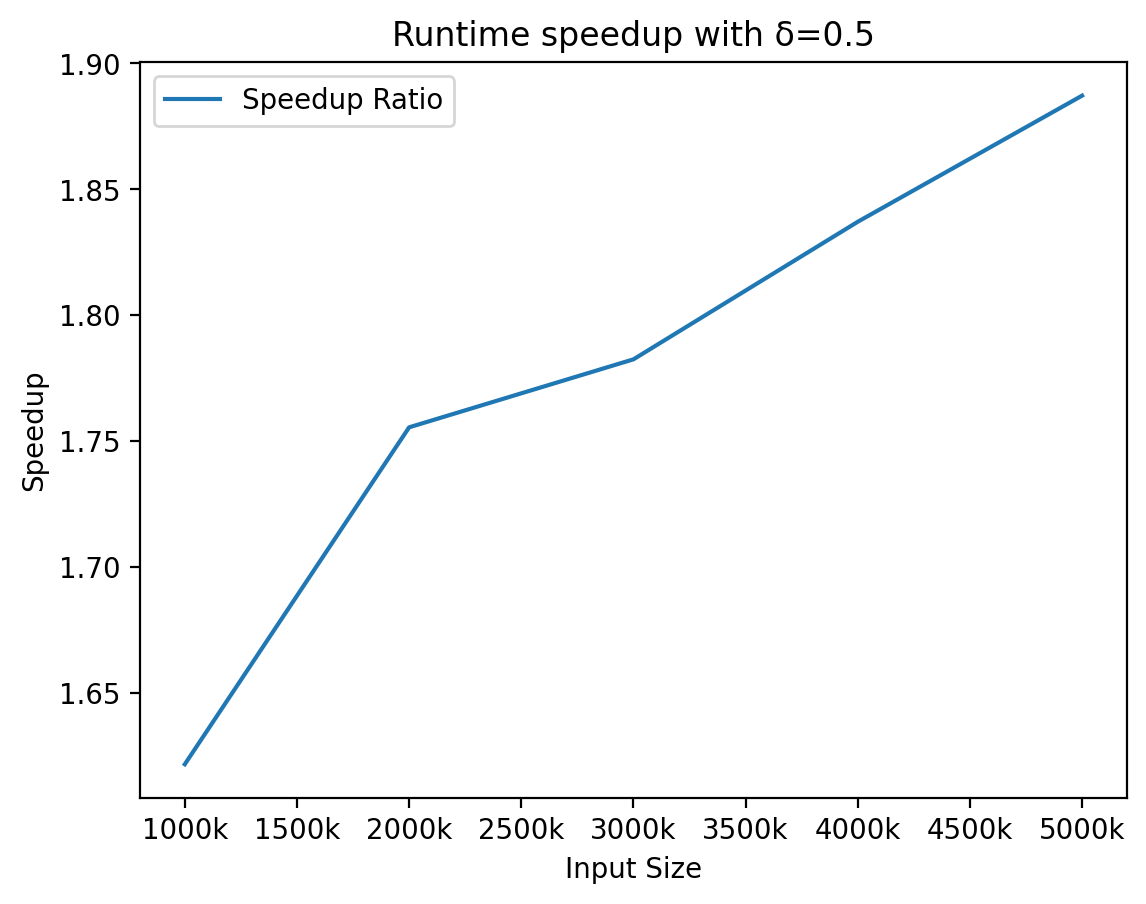 Runtime speedup with δ=0.5
Speedup Ratio
1.90
1.85
1.80
1.75
1.70
1.65
Speedup
1000k 1500k 2000k 2500k 3000k 3500k 4000k 4500k 5000k
Input Size